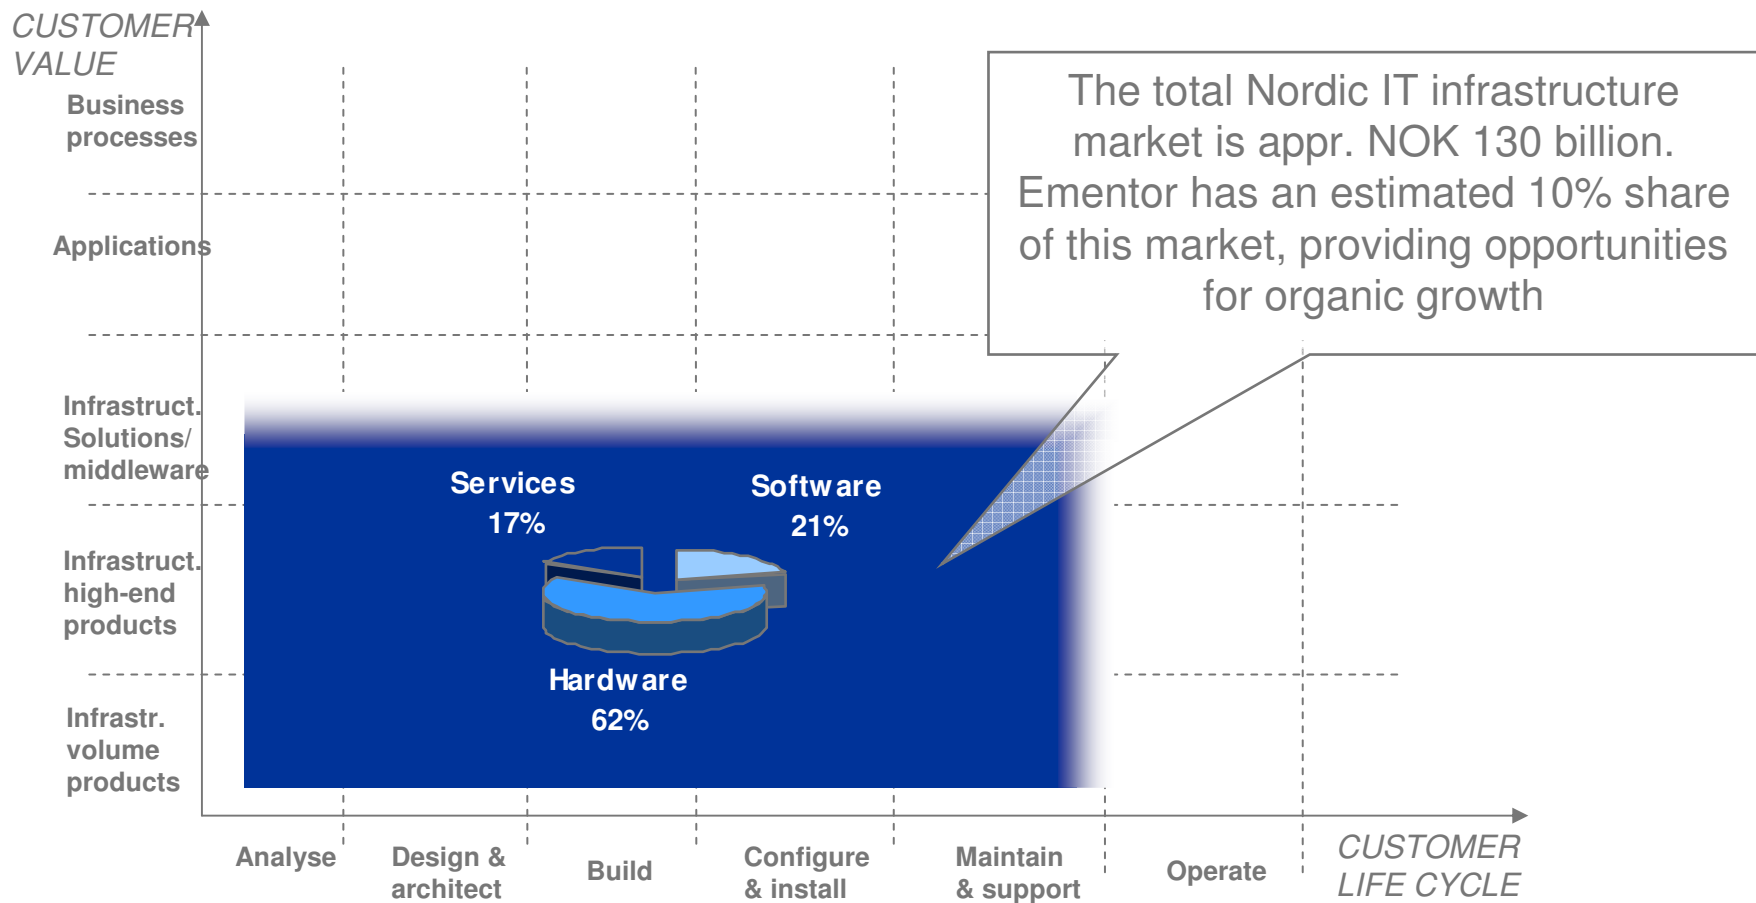 CUSTOMER
VALUE
Business
processes
Applications
Infrastruct.
Solutions/
middleware
Infrastruct.
high-end
products
Infrastr.
volume
products
The total Nordic IT infrastructure
market is appr. NOK 130 billion.
Ementor has an estimated 10% share
of this market, providing opportunities
for organic growth
Services
17%
Software
21%
Hardware
62%
Analyse
Design &
architect
Build
Configure
& install
Maintain
& support
Operate
CUSTOMER
LIFE CYCLE